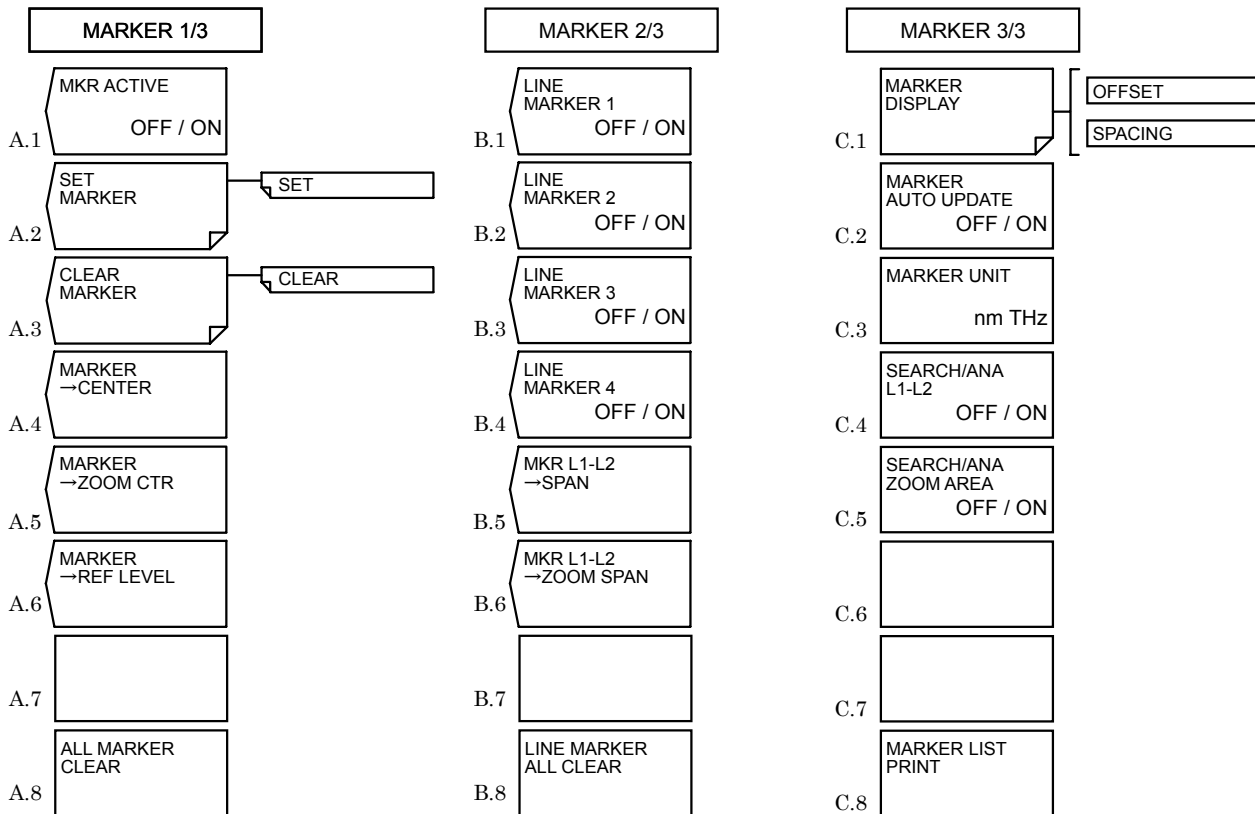 MARKER 1/3
MKR ACTIVE
OFF / ON
A.1
SET
MARKER
A.2
SET
CLEAR
MARKER
A.3
CLEAR
MARKER
→CENTER
A.4
MARKER
→ZOOM CTR
A.5
MARKER
→REF LEVEL
A.6
A.7
ALL MARKER
CLEAR
A.8
MARKER 2/3
LINE
MARKER 1
OFF / ON
B.1
LINE
MARKER 2
OFF / ON
B.2
LINE
MARKER 3
OFF / ON
B.3
LINE
MARKER 4
OFF / ON
B.4
MKR L1-L2
→SPAN
B.5
MKR L1-L2
→ZOOM SPAN
B.6
B.7
LINE MARKER
ALL CLEAR
B.8
MARKER 3/3
MARKER
DISPLAY
C.1
OFFSET
SPACING
MARKER
AUTO UPDATE
OFF / ON
C.2
MARKER UNIT
nm THz
C.3
SEARCH/ANA
L1-L2
OFF / ON
C.4
SEARCH/ANA
ZOOM AREA
OFF / ON
C.5
C.6
C.7
MARKER LIST
PRINT
C.8